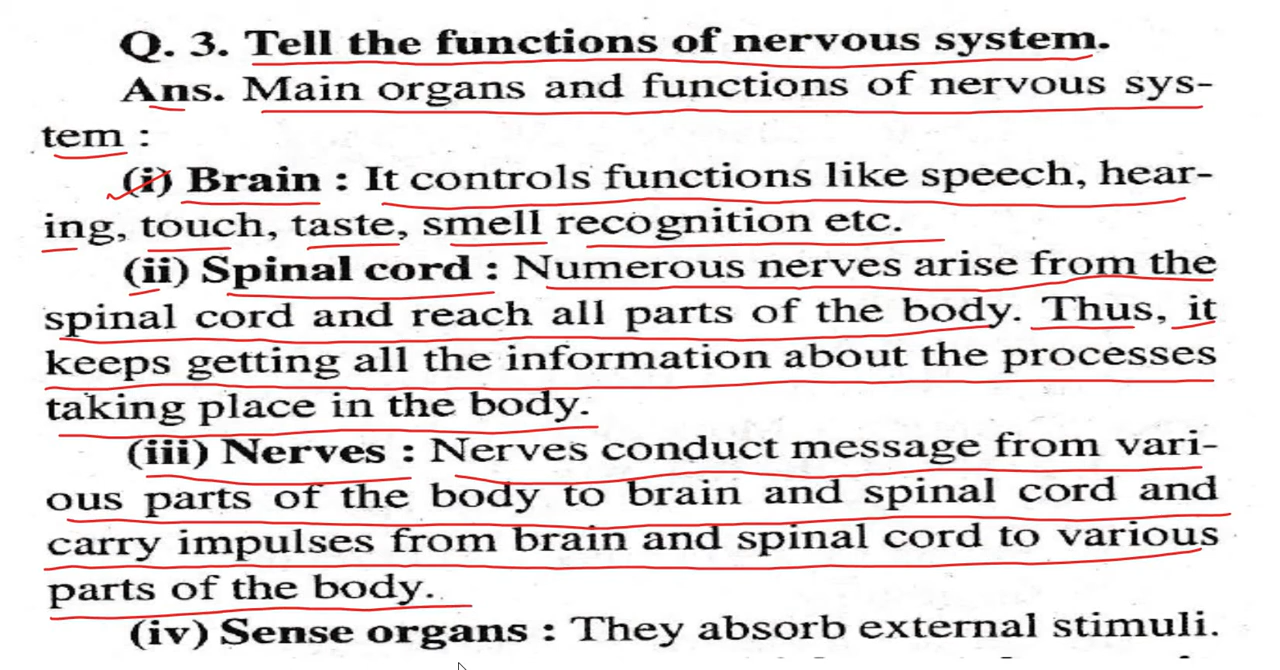 Q. 3. Tell the functions of nervous system.
Ans. Main organs and functions of nervous sys-
tem :
(i) Brain : It controls functions like speech, hear-
ing, touch, taste, smell recognition etc.
(ii) Spinal cord : Numerous nerves arise from the
spinal cord and reach all parts of the body. Thus, it
keeps getting all the information about the processes
taking place in the body.
(iii) Nerves : Nerves conduct message from vari-
ous parts of the body to brain and spinal cord and
carry impulses from brain and spinal cord to various
parts of the body.
(iv) Sense organs : They absorb external stimuli.